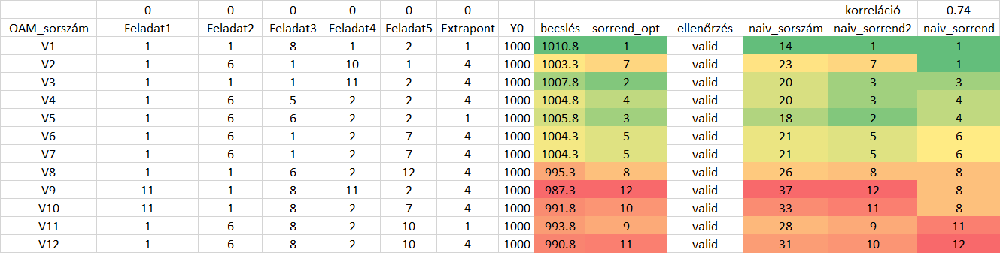 0 0 0 0 0 0 korreláció 0.74
OAM_sorszám Feladat1 Feladat2 Feladat3 Feladat4 Feladat5 Extrapont Y0 becslés sorrend_opt ellenőrzés naiv_sorszám naiv_sorrend2 naiv_sorrend
V1 1 1 8 1 2 1 1000 1010.8 1 valid 14 1 1
V2 1 6 1 10 1 4 1000 1003.3 7 valid 23 7 1
V3 1 1 1 11 2 4 1000 1007.8 2 valid 20 3 3
V4 1 6 5 2 2 4 1000 1004.8 4 valid 20 3 4
V5 1 6 6 2 2 1 1000 1005.8 3 valid 18 2 4
V6 1 6 1 2 7 4 1000 1004.3 5 valid 21 5 6
V7 1 6 1 2 7 4 1000 1004.3 5 valid 21 5 6
V8 1 1 6 2 12 4 1000 995.3 8 valid 26 8 8
V9 11 1 8 11 2 4 1000 987.3 12 valid 37 12 8
V10 11 1 8 2 7 4 1000 991.8 10 valid 33 11 8
V11 1 6 8 2 10 1 1000 993.8 9 valid 28 9 11
V12 1 6 8 2 10 4 1000 990.8 11 valid 31 10 12